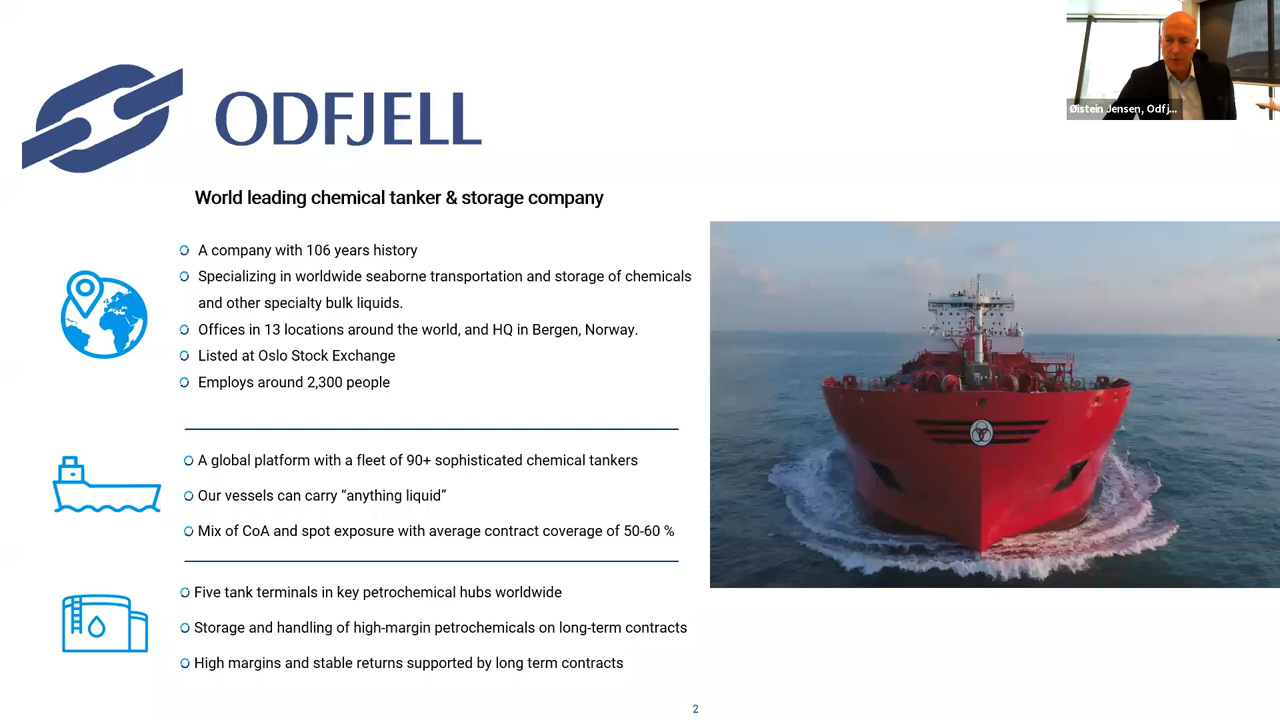 ODFJELL
Øistein Jensen, Odfj...
World leading chemical tanker & storage company
A company with 106 years history
Specializing in worldwide seaborne transportation and storage of chemicals
and other specialty bulk liquids.
Offices in 13 locations around the world, and HQ in Bergen, Norway.
Listed at Oslo Stock Exchange
Employs around 2,300 people
A global platform with a fleet of 90+ sophisticated chemical tankers
Our vessels can carry “anything liquid”
Mix of CoA and spot exposure with average contract coverage of 50-60 %
Five tank terminals in key petrochemical hubs worldwide
Storage and handling of high-margin petrochemicals on long-term contracts
High margins and stable returns supported by long term contracts
2